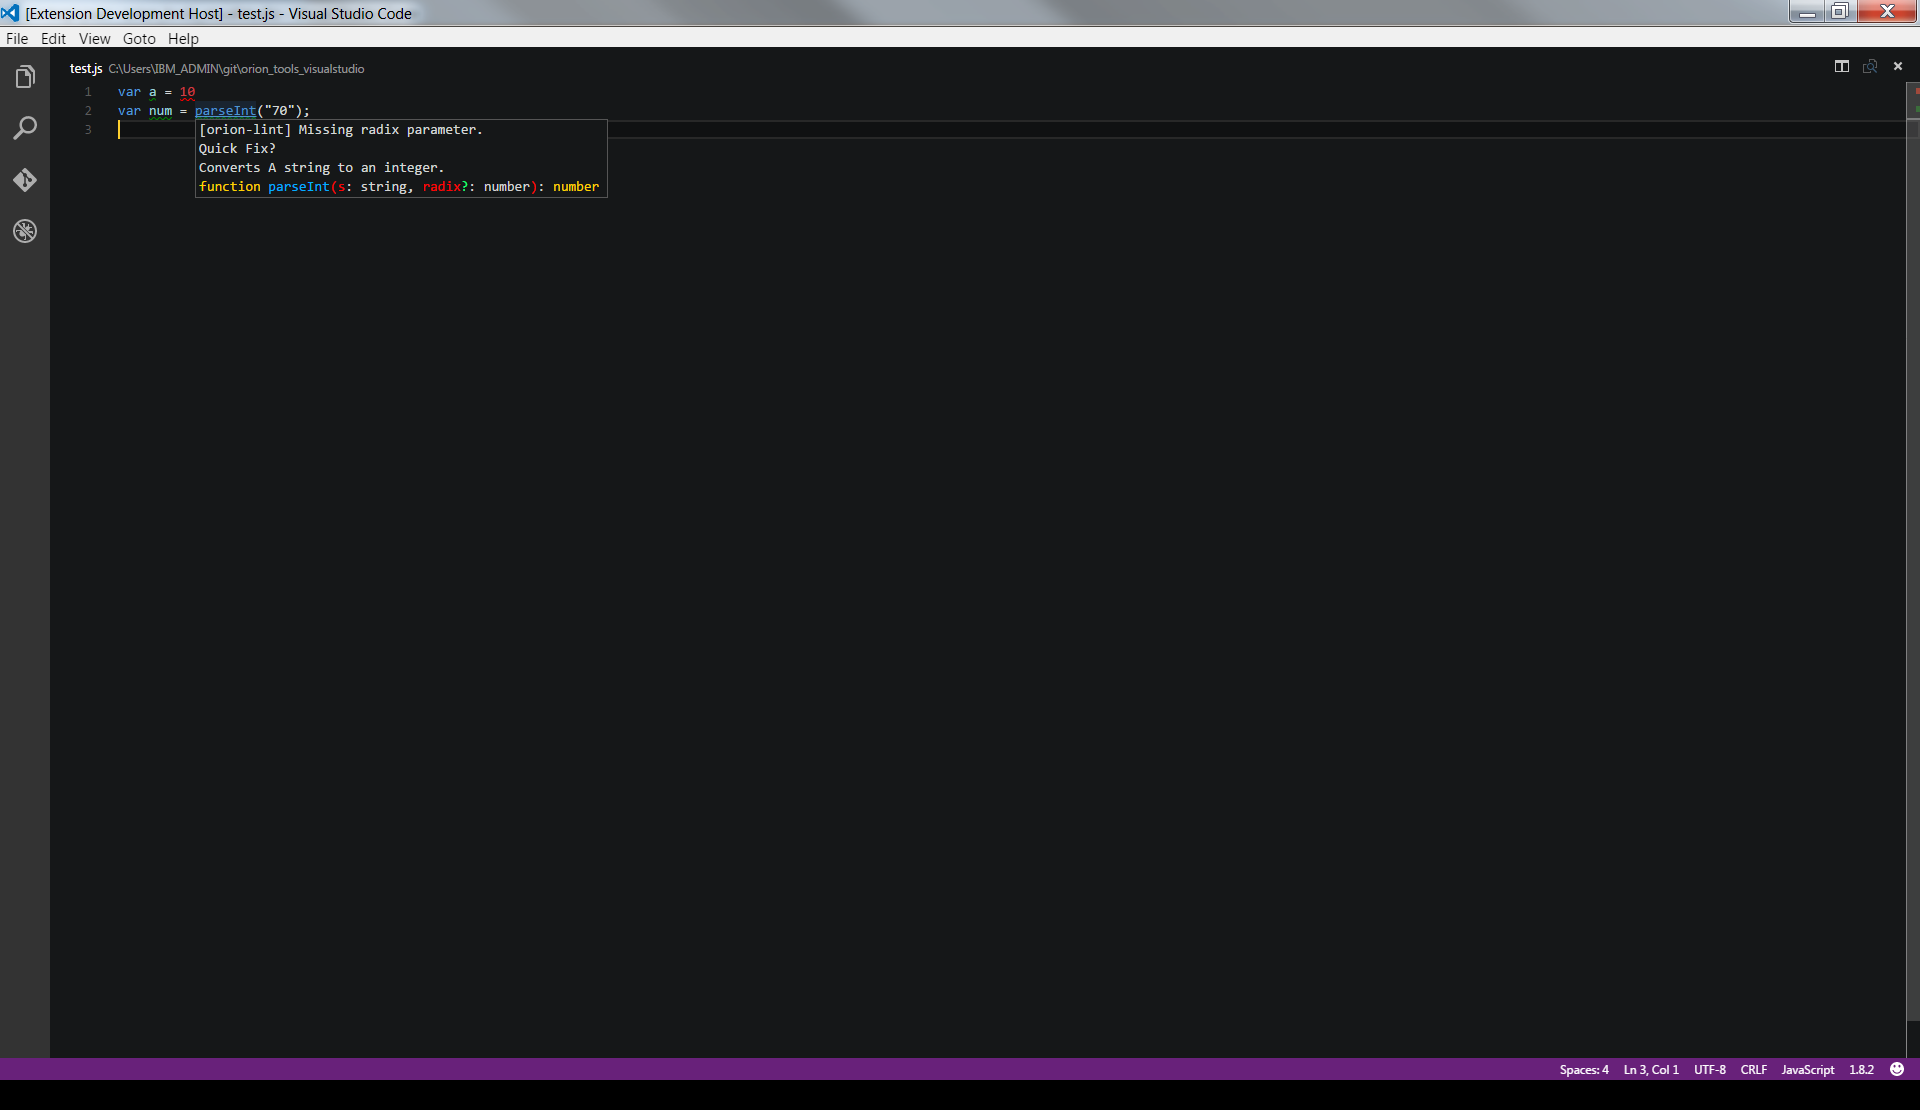 [Extension Development Host] - test.js - Visual Studio Code
File Edit View Goto Help
test.js C:\Users\IBM_ADMIN\git\orion_tools_visualstudio
1 var a = 10
2 var num = parseInt("70");
3
[orion-lint] Missing radix parameter.
Quick Fix?
Converts A string to an integer.
function parseInt(s: string, radix?: number): number
Spaces: 4 Ln 3, Col 1 UTF-8 CRLF JavaScript 1.8.2